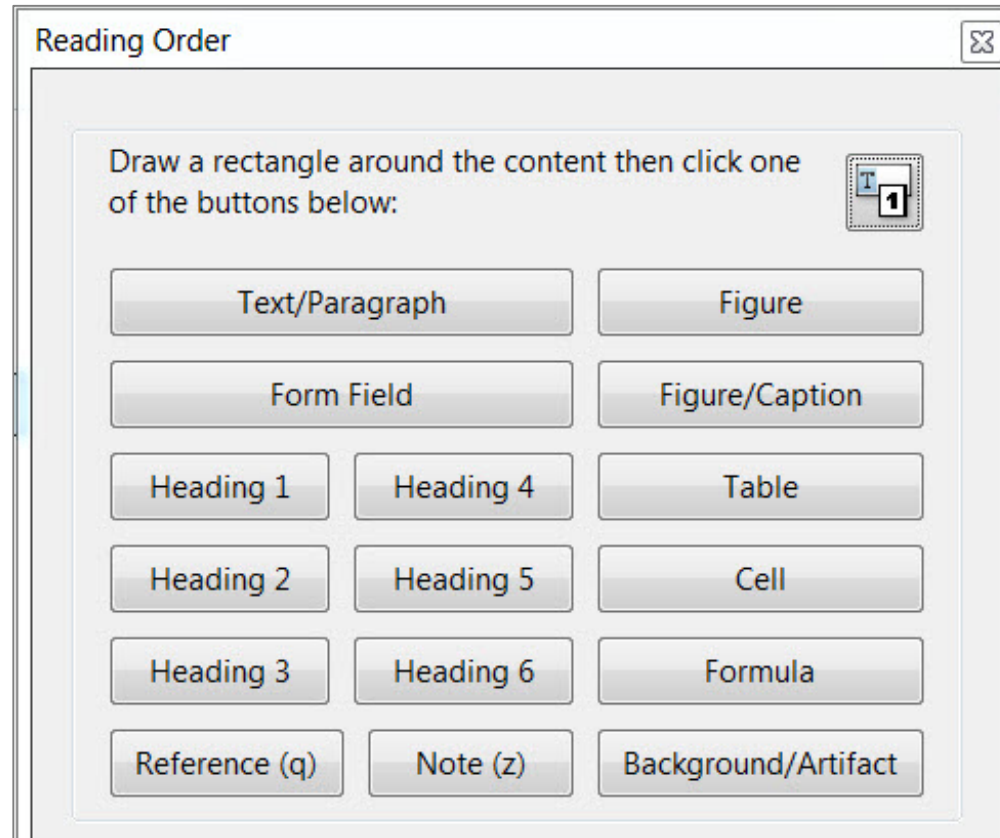 Reading Order
Draw a rectangle around the content then click one
of the buttons below:
T
1
Text/Paragraph Figure
Form Field Figure/Caption
Heading 1 Heading 4 Table
Heading 2 Heading 5 Cell
Heading 3 Heading 6 Formula
Reference (q) Note (z) Background/Artifact